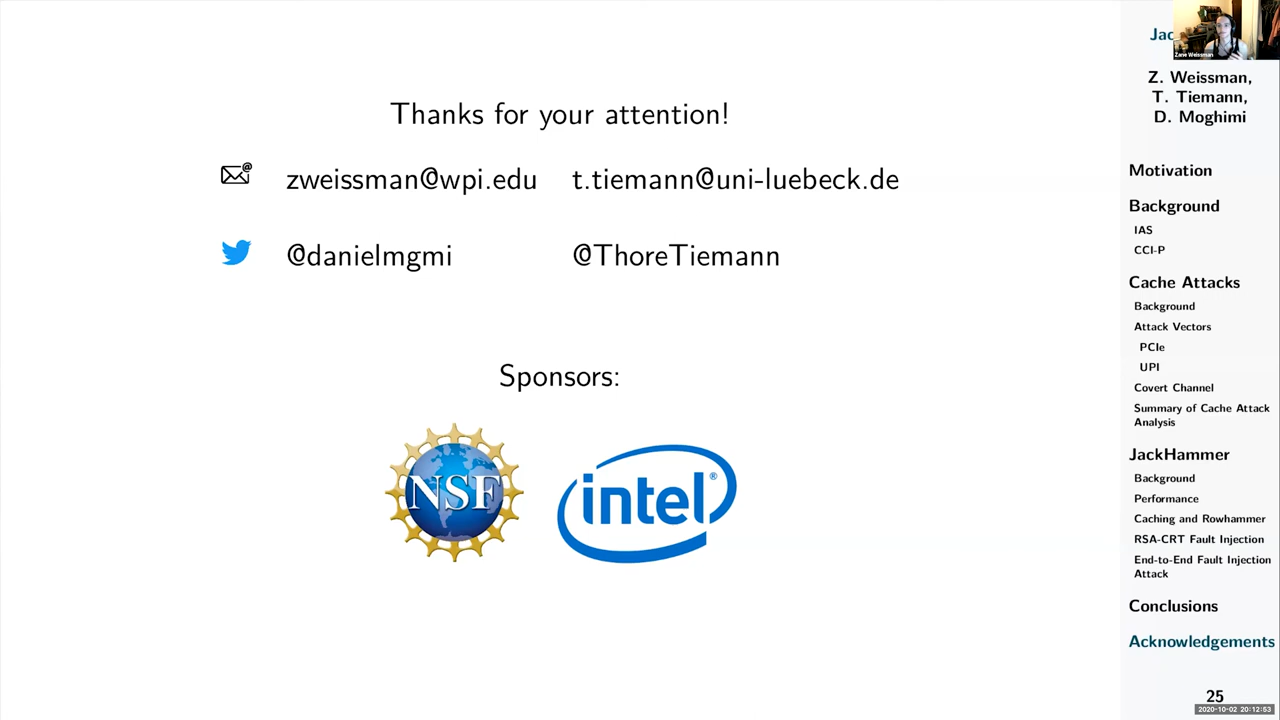 Thanks for your attention!
zweissman@wpi.edu t.tiemann@uni-luebeck.de
@danielmgmi @ThoreTiemann
Sponsors:
NSF
intel®
Zane Weissman
Z. Weissman,
T. Tiemann,
D. Moghimi
Motivation
Background
IAS
CCI-P
Cache Attacks
Background
Attack Vectors
PCIe
UPI
Covert Channel
Summary of Cache Attack
Analysis
JackHammer
Background
Performance
Caching and Rowhammer
RSA-CRT Fault Injection
End-to-End Fault Injection
Attack
Conclusions
Acknowledgements
25
2020-10-02 20:12:53